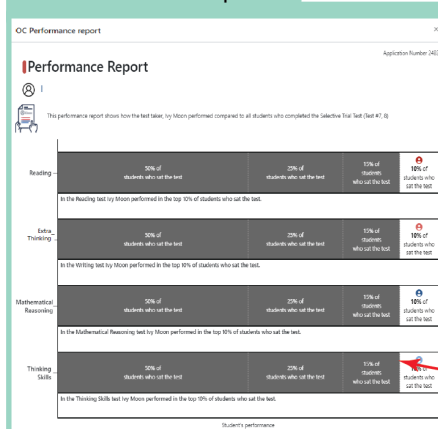 OC Performance report
×
Application Number 2403
Performance Report
This performance report shows how the test taker, Ivy Moon performed compared to all students who completed the Selective Trial Test (Test #7, 8)
Reading
50% of
students who sat the test
25% of
students who sat the test
15% of
students
who sat the test
10% of
students who
sat the test
In the Reading test Ivy Moon performed in the top 10% of students who sat the test.
Extra
Thinking
50% of
students who sat the test
25% of
students who sat the test
15% of
students
who sat the test
10% of
students who
sat the test
In the Writing test Ivy Moon performed in the top 10% of students who sat the test.
Mathematical
Reasoning
50% of
students who sat the test
25% of
students who sat the test
15% of
students
who sat the test
10% of
students who
sat the test
In the Mathematical Reasoning test Ivy Moon performed in the top 10% of students who sat the test.
Thinking
Skills
50% of
students who sat the test
25% of
students who sat the test
15% of
students
who sat the test
10% of
students who
sat the test
In the Thinking Skills test Ivy Moon performed in the top 10% of students who sat the test.
Student's performance